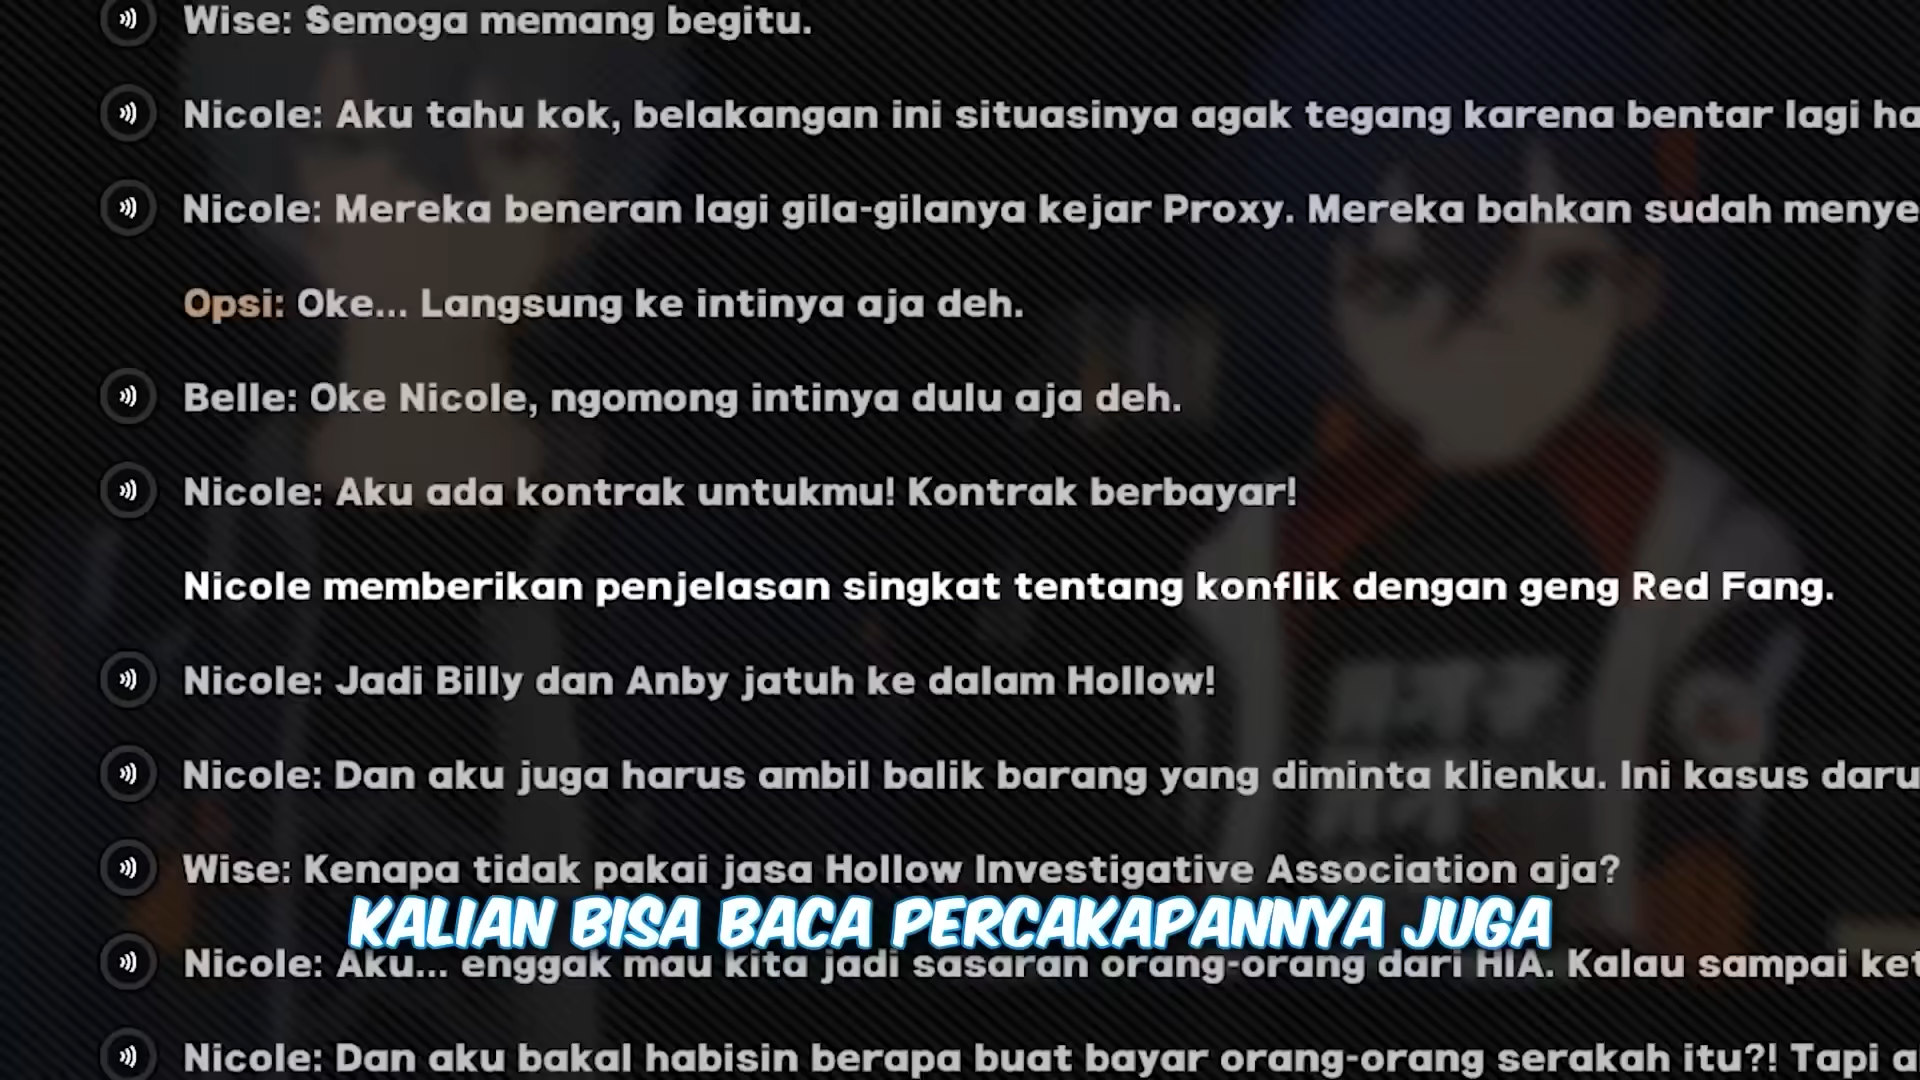 Wise: Semoga memang begitu.
Nicole: Aku tahu kok, belakangan ini situasinya agak tegang karena bentar lagi
Nicole: Mereka beneran lagi gila-gilanya kejar Proxy. Mereka bahkan sudah
Opsi: Oke... Langsung ke intinya aja deh.
Belle: Oke Nicole, ngomong intinya dulu aja deh.
Nicole: Aku ada kontrak untukmu! Kontrak berbayar!
Nicole memberikan penjelasan singkat tentang konflik dengan geng Red Fang.
Nicole: Jadi Billy dan Anby jatuh ke dalam Hollow!
Nicole: Dan aku juga harus ambil balik barang yang diminta klienku. Ini kasus
Wise: Kenapa tidak pakai jasa Hollow Investigative Association aja?
KALIAN BISA BACA PERCAKAPANNYA JUGA
Nicole: Aku... enggak mau kita jadi sasaran orang-orang dari HIA. Kalau sampai
Nicole: Dan aku bakal habisin berapa buat bayar orang-orang serakah itu?! Tapi